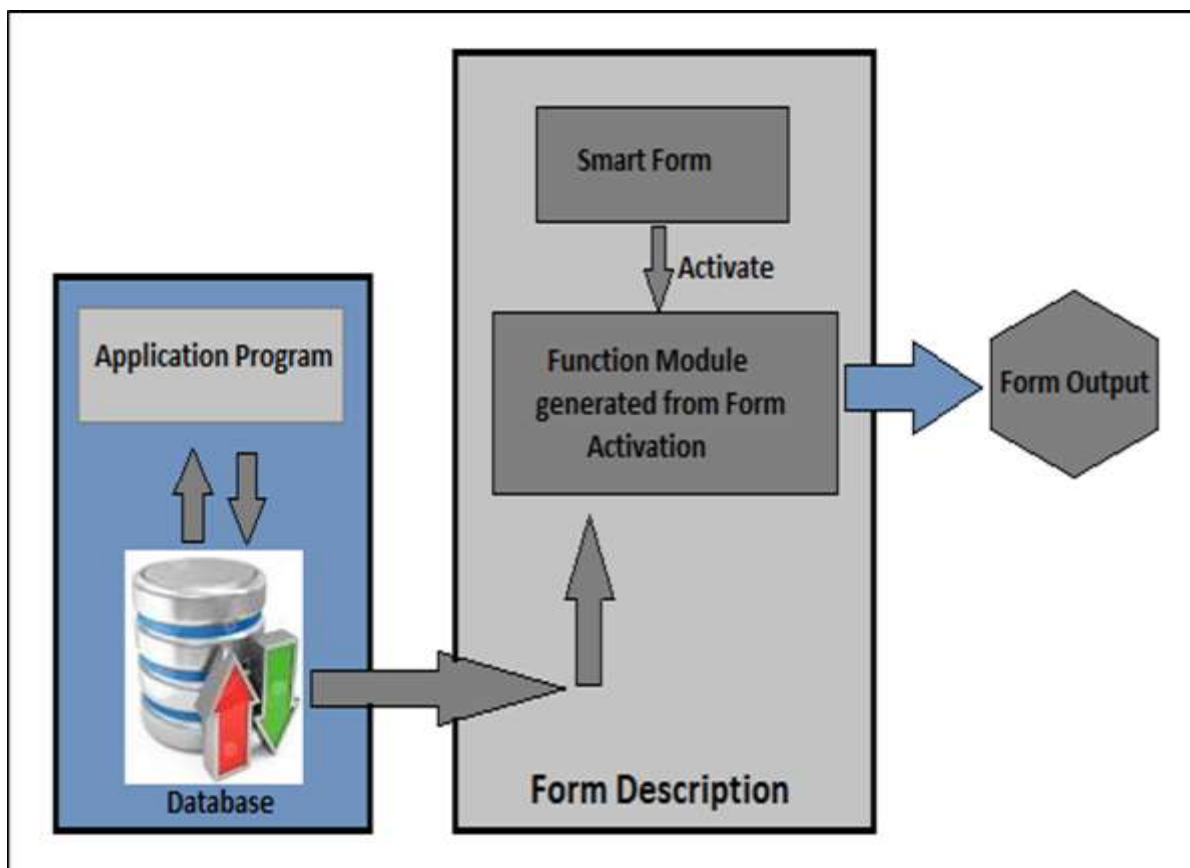 Smart Form
Activate
Application Program
Function Module
generated from Form
Activation
Form Output
Database
Form Description